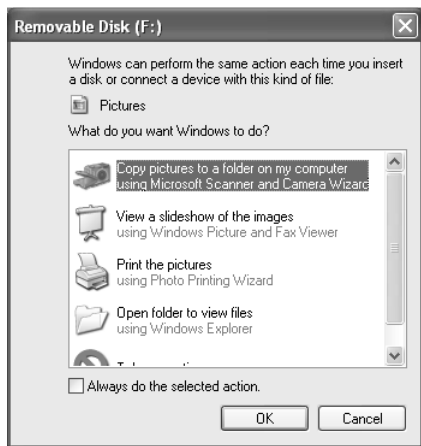 Removable Disk (F:)
Windows can perform the same action each time you insert
a disk or connect a device with this kind of file:
Pictures
What do you want Windows to do?
Copy pictures to a folder on my computer
using Microsoft Scanner and Camera Wizard
View a slideshow of the images
using Windows Picture and Fax Viewer
Print the pictures
using Photo Printing Wizard
Open folder to view files
using Windows Explorer
Always do the selected action.
OK Cancel